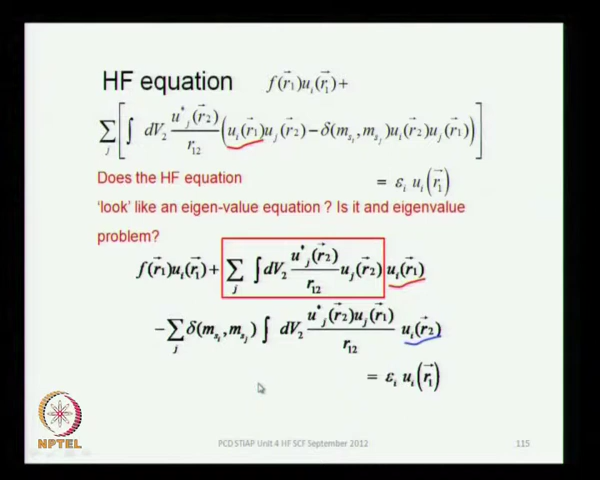 HF equation f(r⃗₁)uᵢ(r⃗₁)+
∑ⱼ [ ∫ dV₂ u*ⱼ(r⃗₂)/r₁₂ ( uᵢ(r⃗₁)uⱼ(r⃗₂) − δ(mₛᵢ, mₛⱼ)uᵢ(r⃗₂)uⱼ(r⃗₁) ) ]
Does the HF equation = εᵢ uᵢ(r⃗₁)
‘look’ like an eigen-value equation ? Is it and eigenvalue
problem?
f(r⃗₁)uᵢ(r⃗₁)+ ∑ⱼ ∫ dV₂ u*ⱼ(r⃗₂)/r₁₂ uⱼ(r⃗₂) uᵢ(r⃗₁)
− ∑ⱼ δ(mₛᵢ, mₛⱼ) ∫ dV₂ u*ⱼ(r⃗₂)uⱼ(r⃗₁)/r₁₂ uᵢ(r⃗₂)
= εᵢ uᵢ(r⃗₁)
NPTEL
PCD STIAP Unit 4 HF SCF September 2012 115